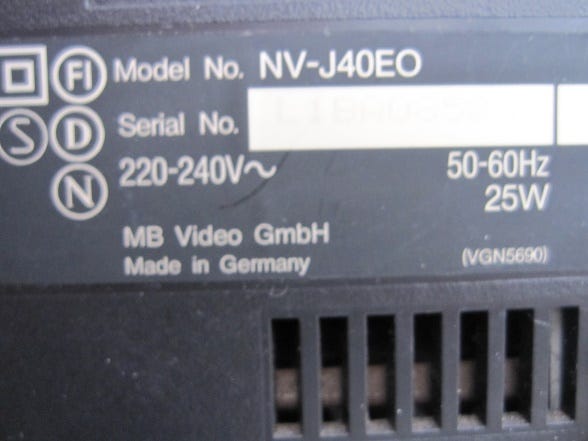 FI Model No. NV-J40EO
S D Serial No.
N 220-240V~ 50-60Hz
25W
MB Video GmbH
Made in Germany (VGN5690)